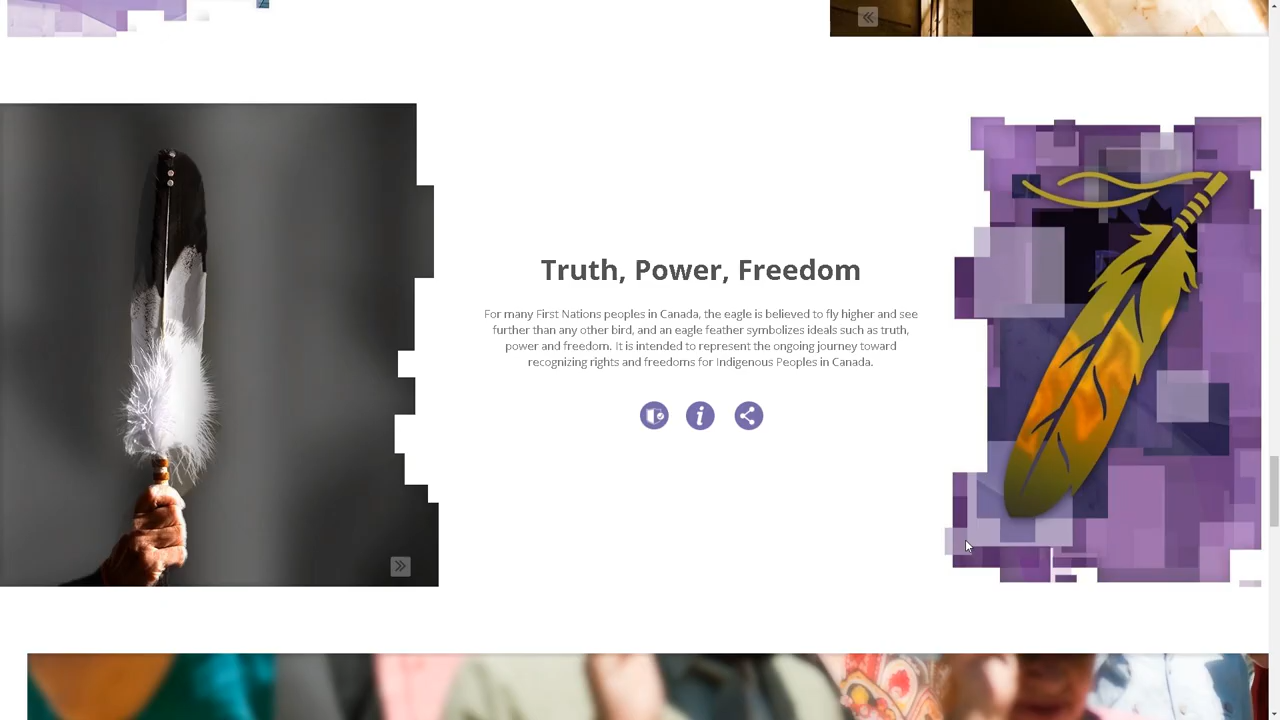 Truth, Power, Freedom
For many First Nations peoples in Canada, the eagle is believed to fly higher and see
further than any other bird, and an eagle feather symbolizes ideals such as truth,
power and freedom. It is intended to represent the ongoing journey toward
recognizing rights and freedoms for Indigenous Peoples in Canada.